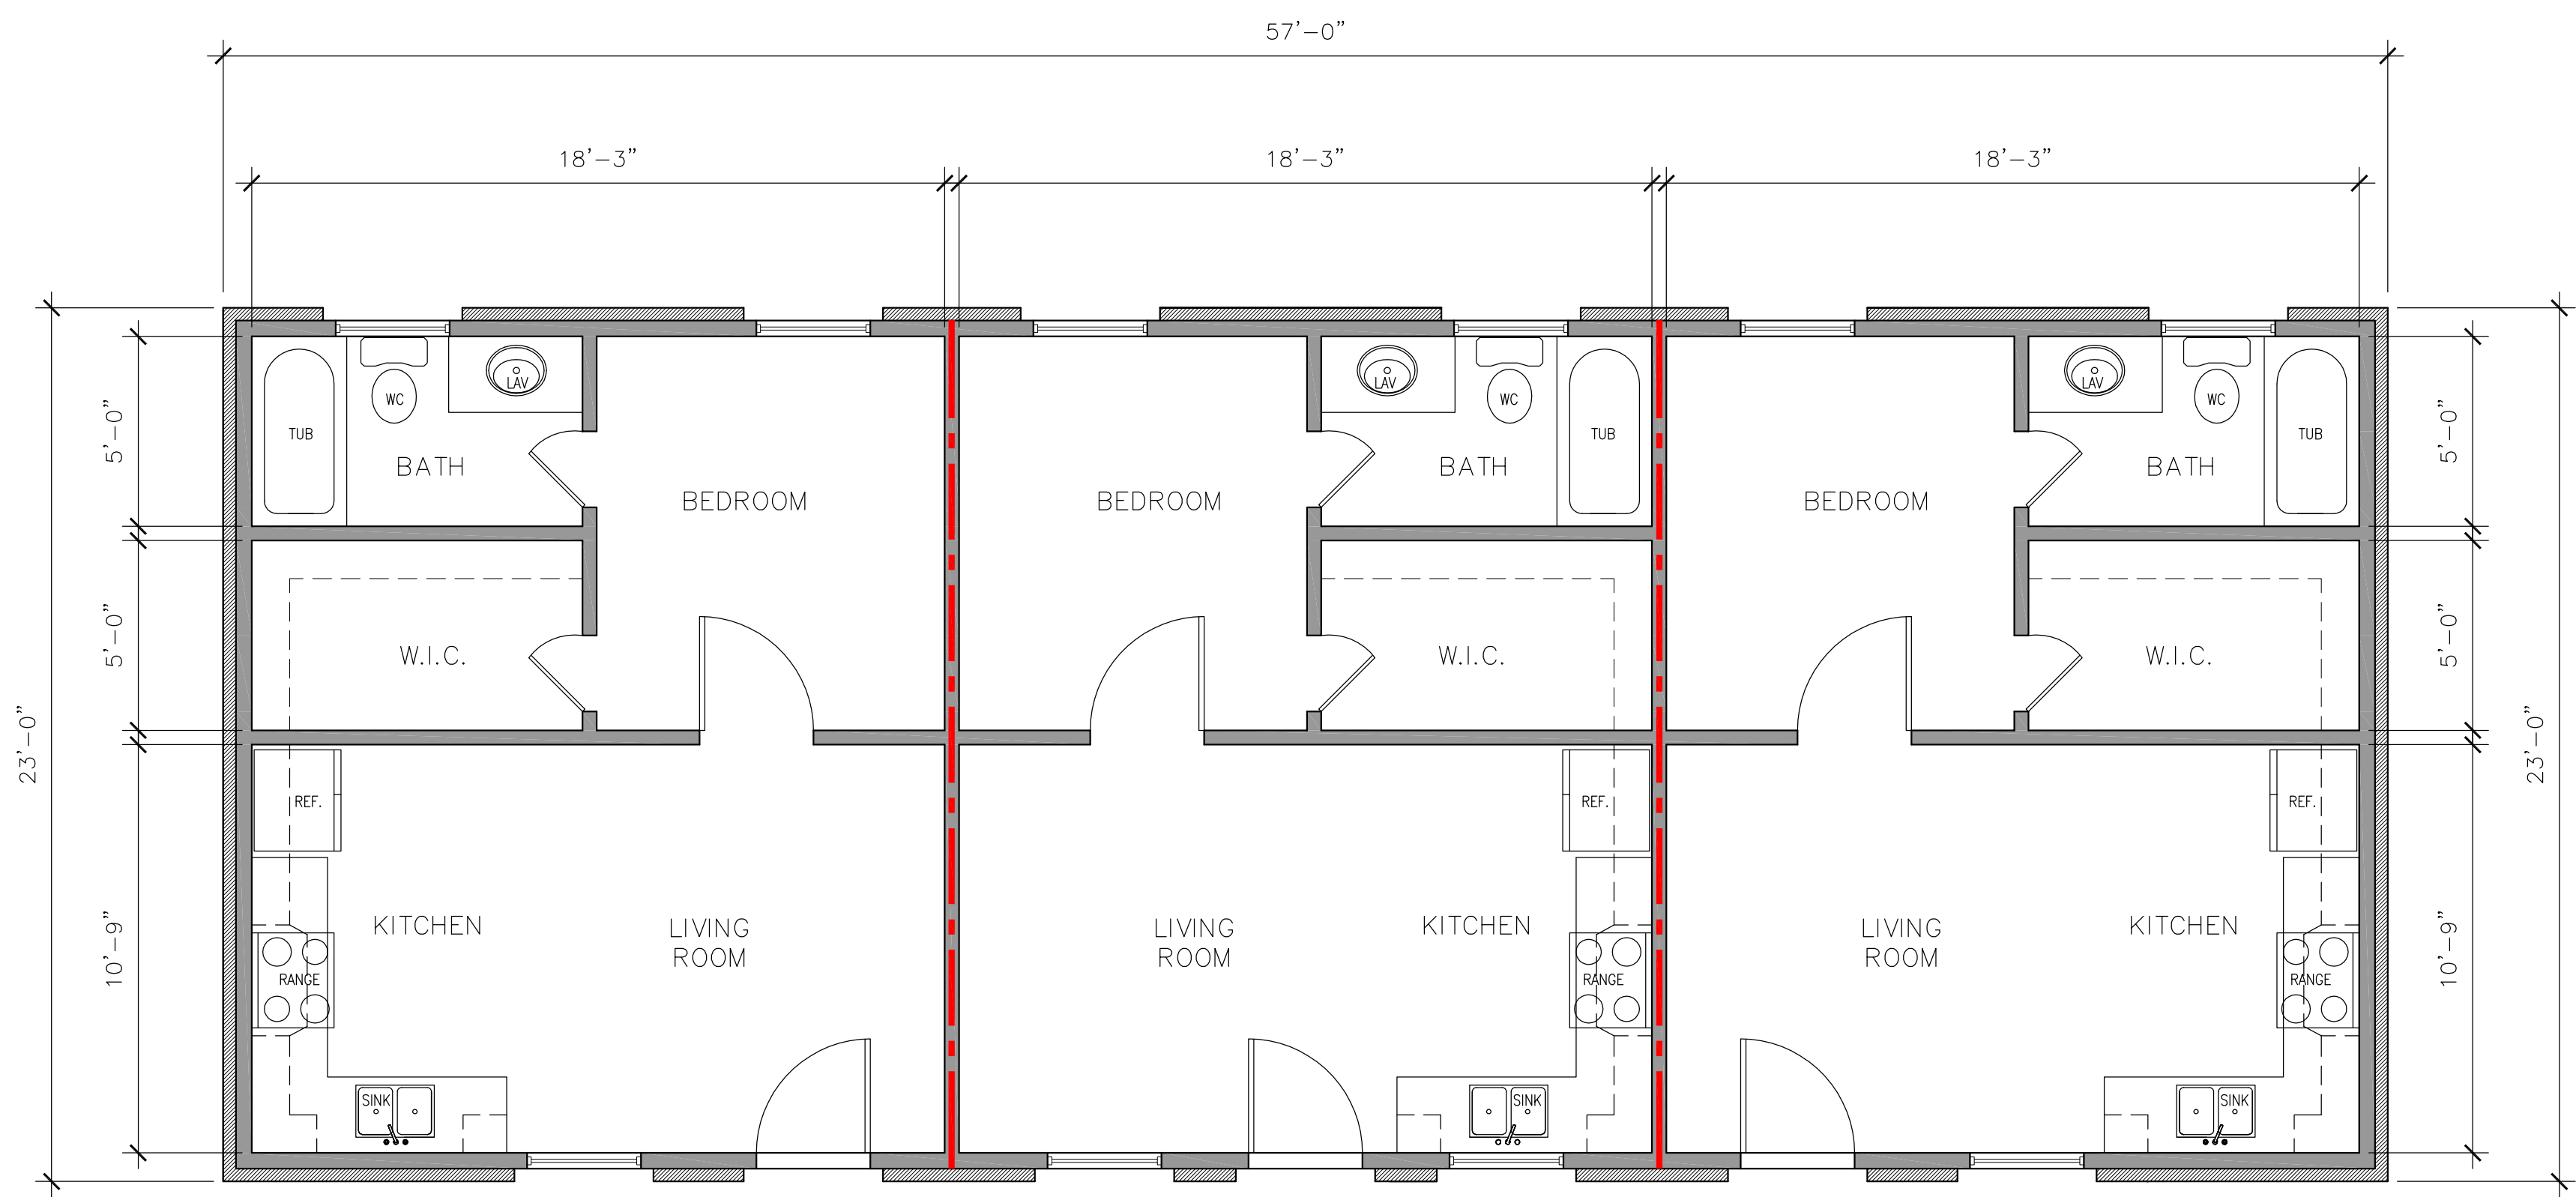 57'-0"
18'-3"
18'-3"
18'-3"
LAV
LAV
LAV
WC
WC
WC
TUB
TUB
TUB
5'-0"
5'-0"
BATH
BATH
BATH
BEDROOM
BEDROOM
BEDROOM
5'-0"
5'-0"
W.I.C.
W.I.C.
W.I.C.
23'-0"
23'-0"
REF.
REF.
REF.
10'-9"
10'-9"
KITCHEN
LIVING
ROOM
LIVING
ROOM
KITCHEN
LIVING
ROOM
KITCHEN
RANGE
RANGE
RANGE
SINK
SINK
SINK